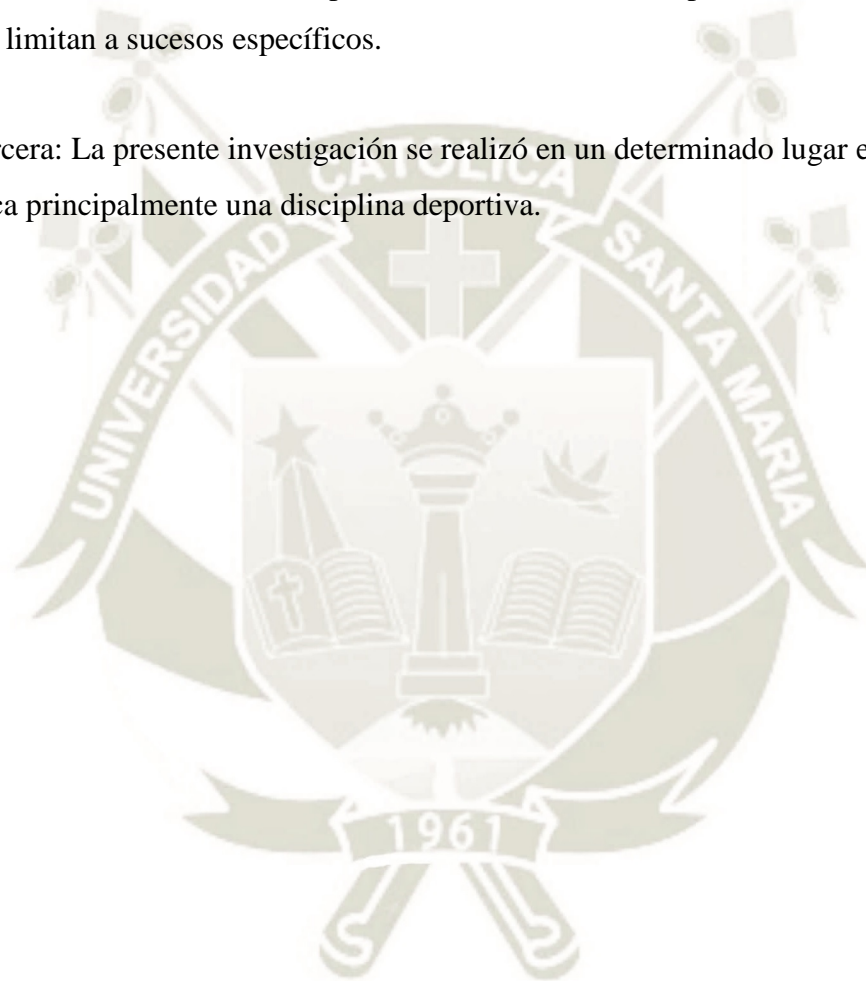 limitan a sucesos específicos.
rcera: La presente investigación se realizó en un determinado lugar e
ca principalmente una disciplina deportiva.
UNIVERSIDAD CATOLICA SANTA MARIA
1961